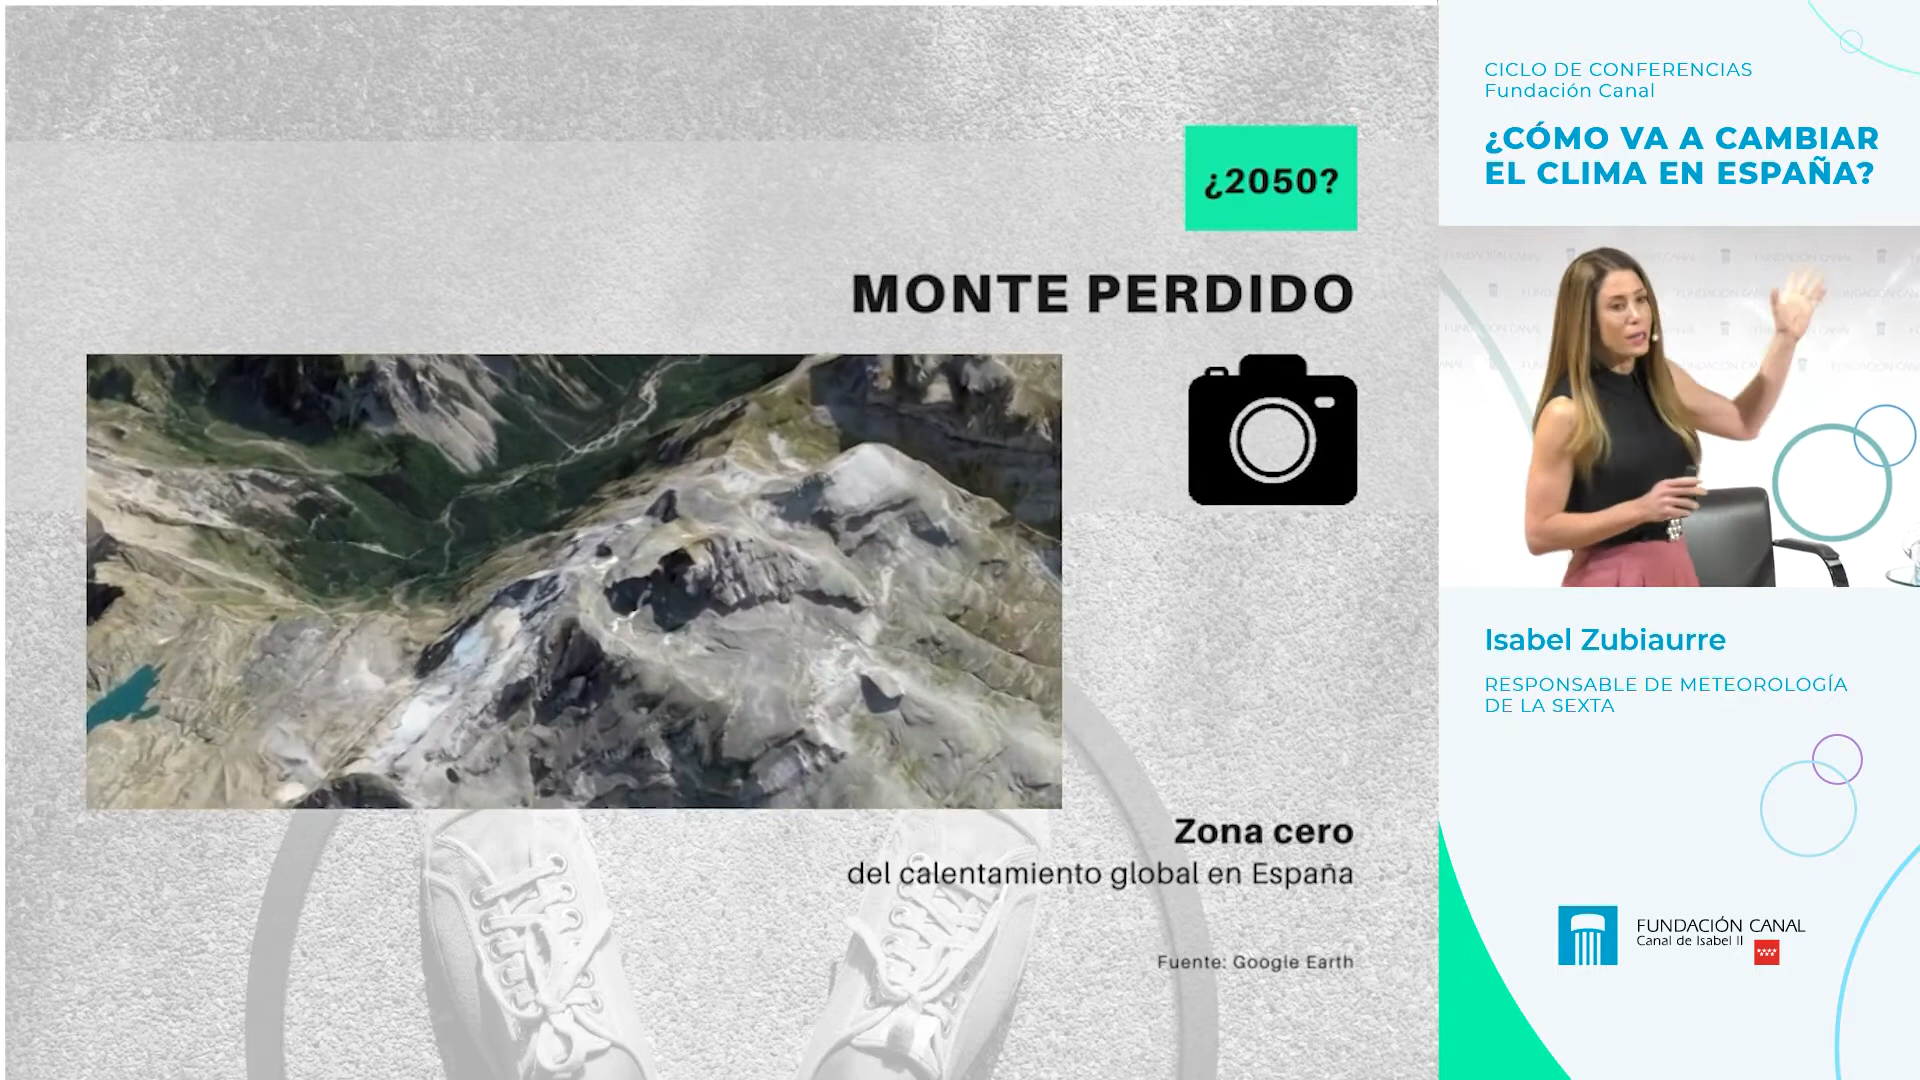 ¿2050?
MONTE PERDIDO
Zona cero
del calentamiento global en España
Fuente: Google Earth
CICLO DE CONFERENCIAS
Fundación Canal
¿CÓMO VA A CAMBIAR
EL CLIMA EN ESPAÑA?
Isabel Zubiaurre
RESPONSABLE DE METEOROLOGÍA
DE LA SEXTA
FUNDACIÓN CANAL
Canal de Isabel II